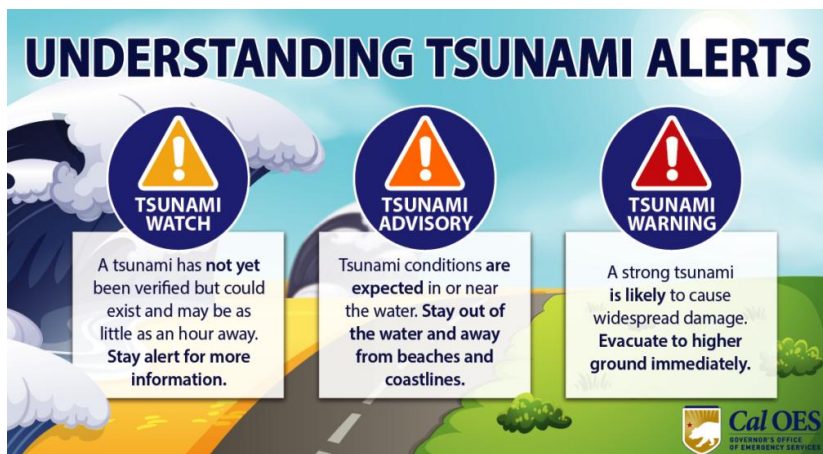 UNDERSTANDING TSUNAMI ALERTS
TSUNAMI
WATCH
A tsunami has not yet
been verified but could
exist and may be as
little as an hour away.
Stay alert for more
information.
TSUNAMI
ADVISORY
Tsunami conditions are
expected in or near
the water. Stay out of
the water and away
from beaches and
coastlines.
TSUNAMI
WARNING
A strong tsunami
is likely to cause
widespread damage.
Evacuate to higher
ground immediately.
Cal OES
GOVERNOR'S OFFICE
OF EMERGENCY SERVICES